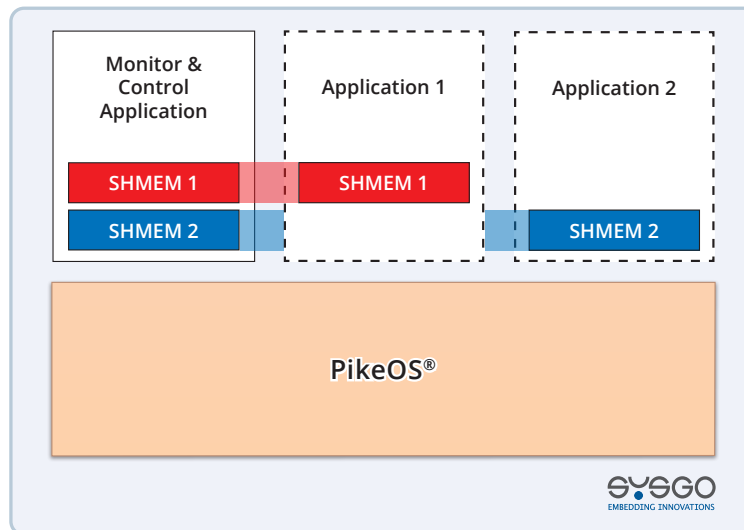 Monitor &
Control
Application
Application 1
Application 2
SHMEM 1
SHMEM 1
SHMEM 2
SHMEM 2
PikeOS®
SYSGO
EMBEDDING INNOVATIONS